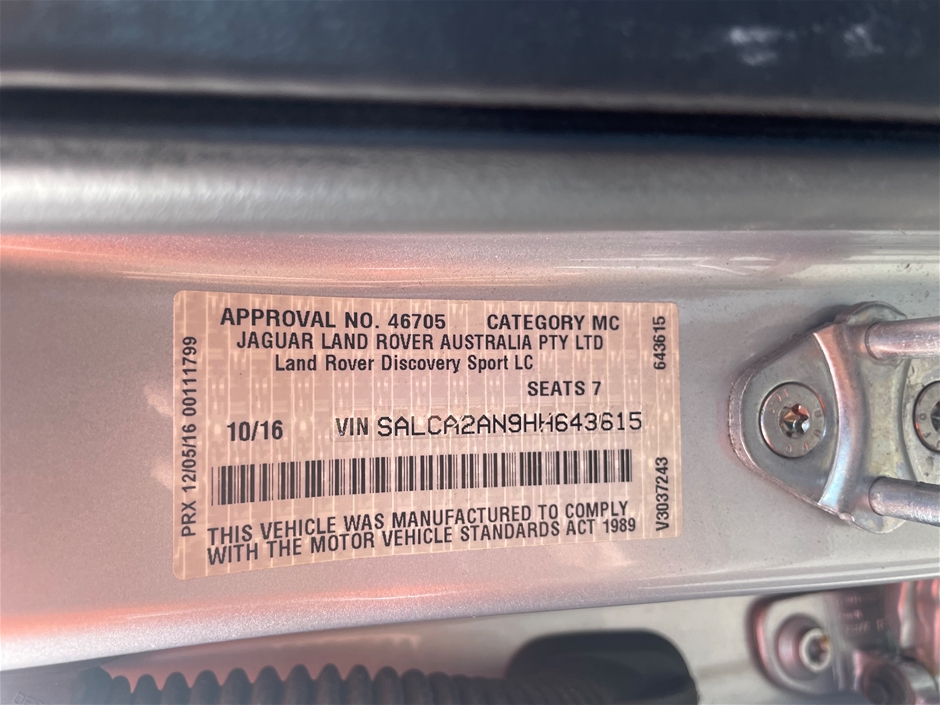 APPROVAL NO. 46705 CATEGORY MC
JAGUAR LAND ROVER AUSTRALIA PTY LTD
Land Rover Discovery Sport LC
SEATS 7
10/16 VIN SALCA2AN9HH643615
THIS VEHICLE WAS MANUFACTURED TO COMPLY
WITH THE MOTOR VEHICLE STANDARDS ACT 1989
PRX 12/05/16 00111799
643615
V3037243